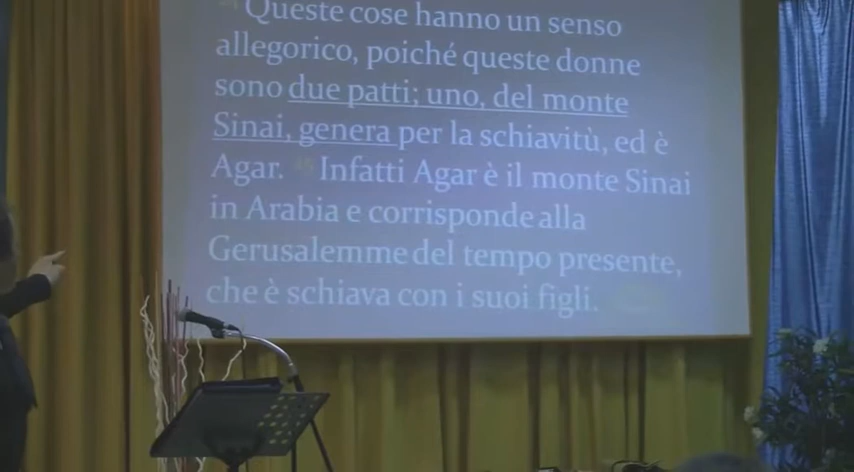 Queste cose hanno un senso
allegorico, poiché queste donne
sono due patti; uno, del monte
Sinai, genera per la schiavitù, ed è
Agar. Infatti Agar è il monte Sinai
in Arabia e corrisponde alla
Gerusalemme del tempo presente,
che è schiava con i suoi figli.